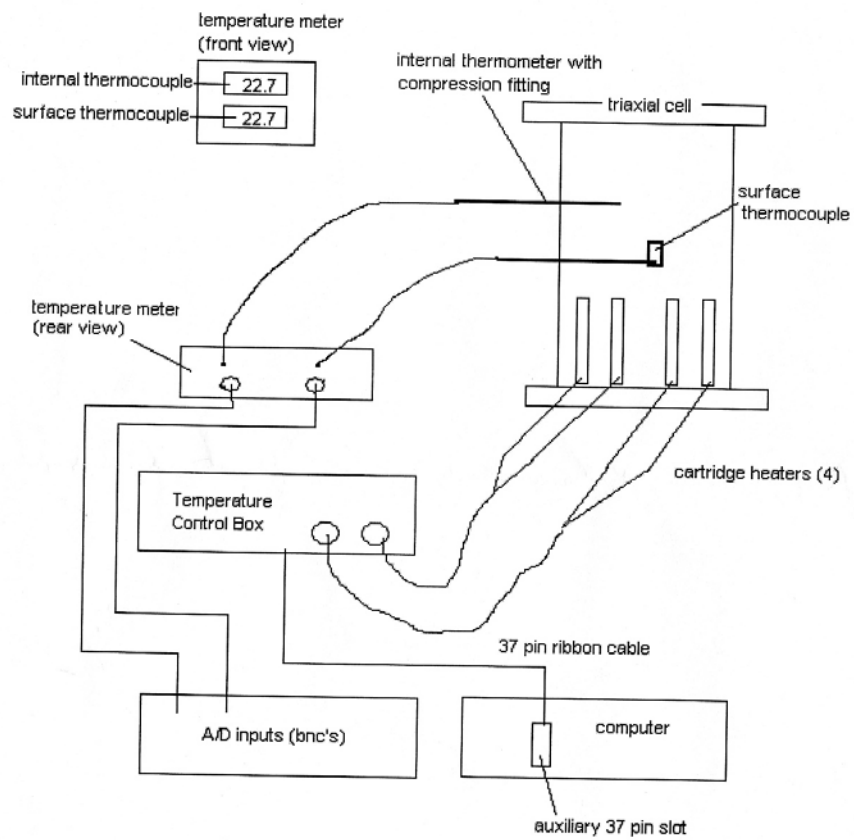 temperature meter
(front view)
internal thermocouple
22.7
surface thermocouple
22.7
internal thermometer with
compression fitting
triaxial cell
surface
thermocouple
temperature meter
(rear view)
cartridge heaters (4)
Temperature
Control Box
37 pin ribbon cable
A/D inputs (bnc's)
computer
auxiliary 37 pin slot